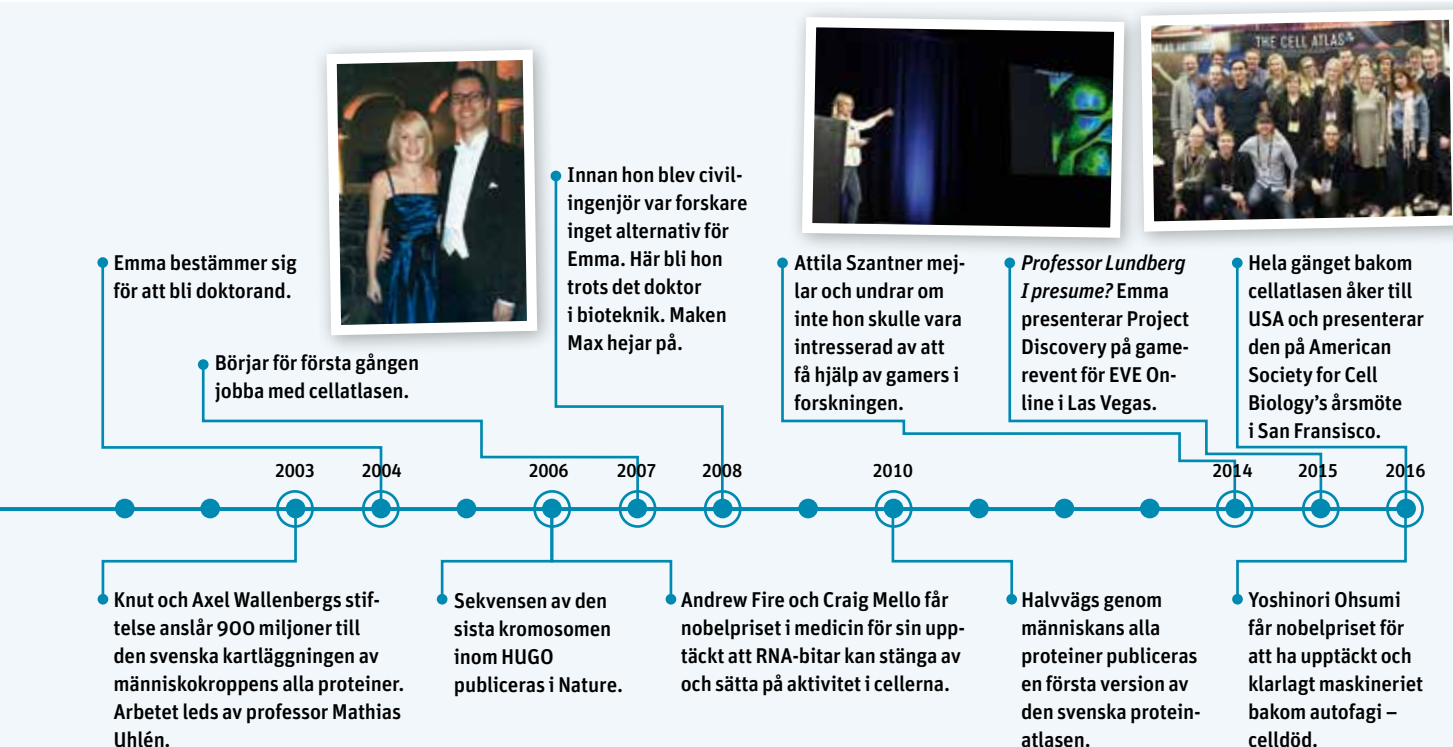 THE CELL ATLAS
Emma bestämmer sig
för att bli doktorand.
Börjar för första gången
jobba med cellatlasen.
Innan hon blev civil-
ingenjör var forskare
inget alternativ för
Emma. Här bli hon
trots det doktor
i bioteknik. Maken
Max hejar på.
Attila Szantner mej-
lar och undrar om
inte hon skulle vara
intresserad av att
få hjälp av gamers i
forskningen.
Professor Lundberg
I presume? Emma
presenterar Project
Discovery på game-
revent för EVE On-
line i Las Vegas.
Hela gänget bakom
cellatlasen åker till
USA och presenterar
den på American
Society for Cell
Biology’s årsmöte
i San Fransisco.
2003 2004 2006 2007 2008 2010 2014 2015 2016
Knut och Axel Wallenbergs stif-
telse anslår 900 miljoner till
den svenska kartläggningen av
människokroppens alla proteiner.
Arbetet leds av professor Mathias
Uhlén.
Sekvensen av den
sista kromosomen
inom HUGO
publiceras i Nature.
Andrew Fire och Craig Mello får
nobelpriset i medicin för sin upp-
täckt att RNA-bitar kan stänga av
och sätta på aktivitet i cellerna.
Halvvägs genom
människans alla
proteiner publiceras
en första version av
den svenska protein-
atlasen.
Yoshinori Ohsumi
får nobelpriset för
att ha upptäckt och
klarlagt maskineriet
bakom autofagi –
celldöd.